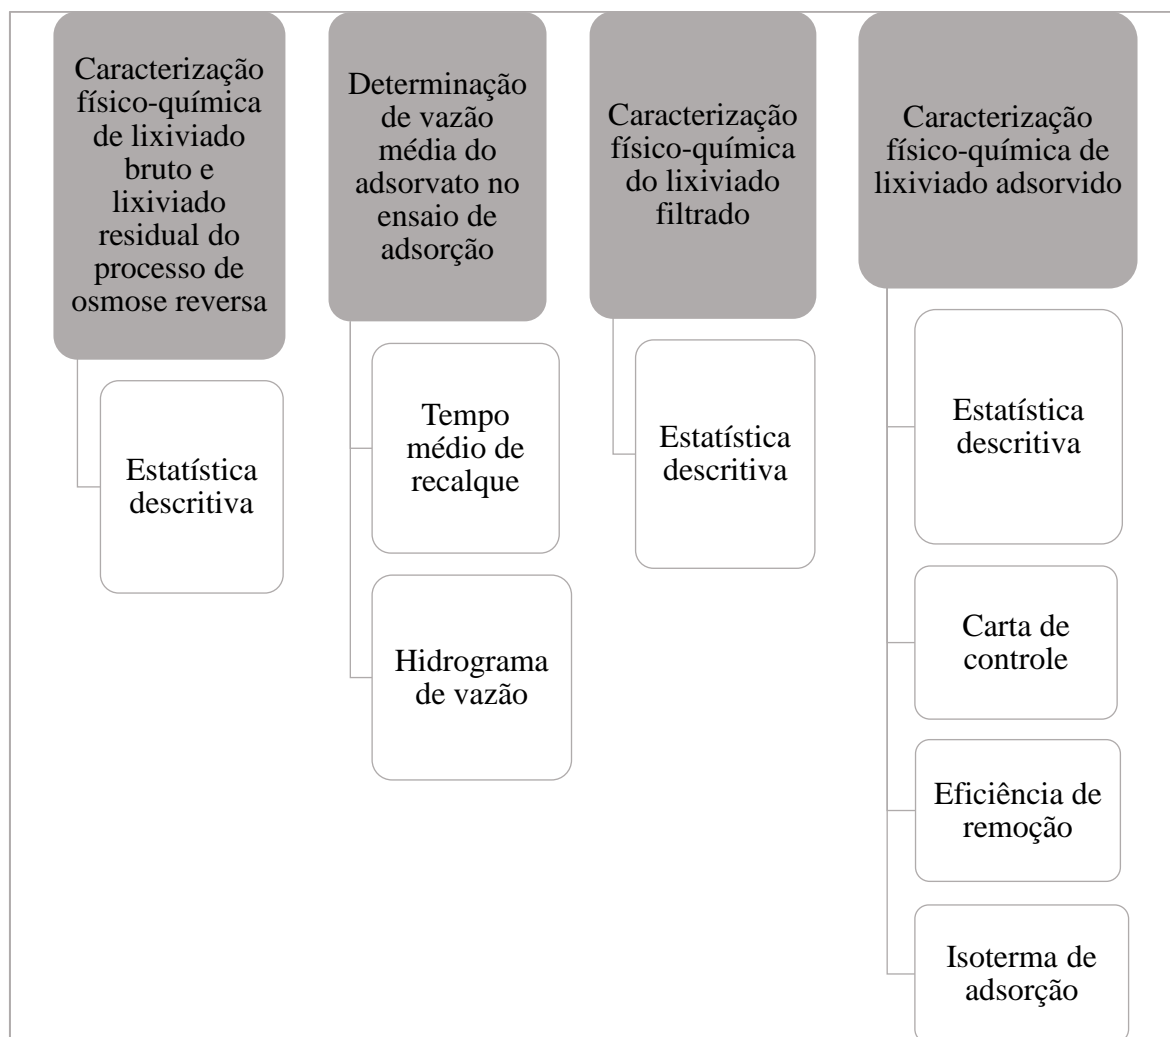 Caracterização
físico-química
de lixiviado
bruto e
lixiviado
residual do
processo de
osmose reversa
Estatística
descritiva
Determinação
de vazão
média do
adsorvato no
ensaio de
adsorção
Tempo
médio de
recalque
Hidrograma
de vazão
Caracterização
físico-química
do lixiviado
filtrado
Estatística
descritiva
Caracterização
físico-química de
lixiviado adsorvido
Estatística
descritiva
Carta de
controle
Eficiência de
remoção
Isoterma de
adsorção